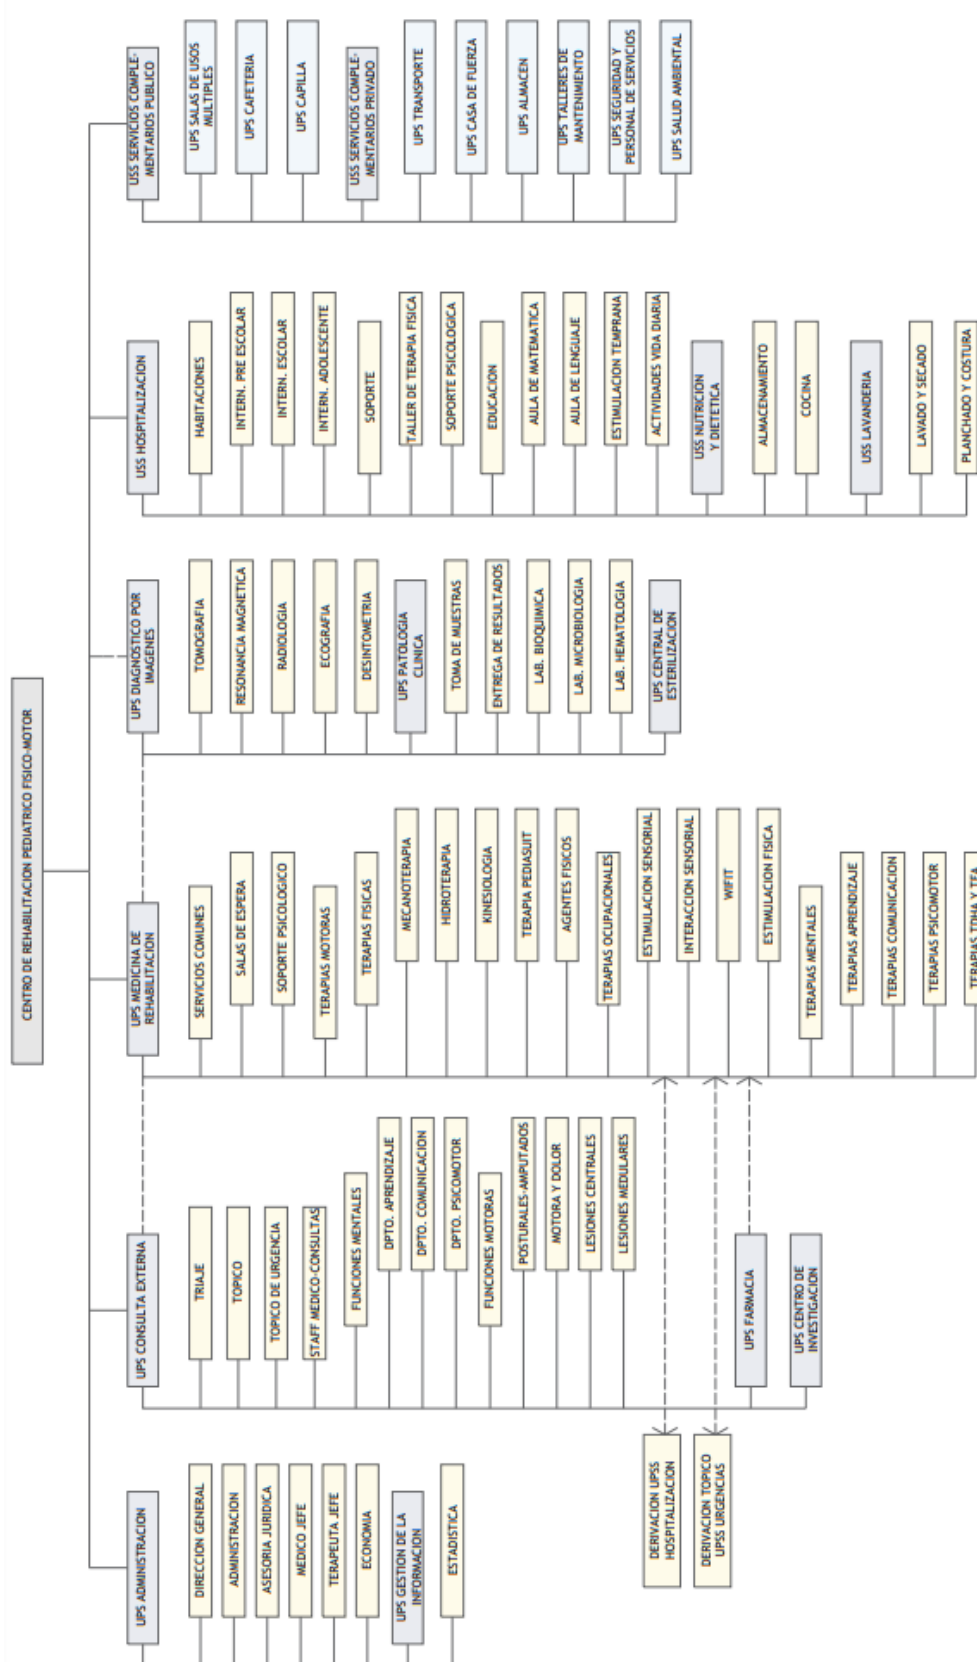 CENTRO DE REHABILITACION PEDIATRICO FISICO-MOTOR
UPS ADMINISTRACION
DIRECCION GENERAL
ADMINISTRACION
ASESORIA JURIDICA
MEDICO JEFE
TERAPEUTA JEFE
ECONOMIA
UPS GESTION DE LA
INFORMACION
ESTADISTICA
UPS CONSULTA EXTERNA
TRIAJE
TOPICO
TOPICO DE URGENCIA
STAFF MEDICO-CONSULTAS
FUNCIONES MENTALES
DPTO. APRENDIZAJE
DPTO. COMUNICACION
DPTO. PSICOMOTOR
FUNCIONES MOTORAS
POSTURALES-AMPUTADOS
MOTORA Y DOLOR
LESIONES CENTRALES
LESIONES MEDULARES
DERIVACION UPSS
HOSPITALIZACION
DERIVACION TOPICO
UPSS URGENCIAS
UPS FARMACIA
UPS CENTRO DE
INVESTIGACION
UPS MEDICINA DE
REHABILITACION
SERVICIOS COMUNES
SALAS DE ESPERA
SOPORTE PSICOLOGICO
TERAPIAS MOTORAS
TERAPIAS FISICAS
MECANOTERAPIA
HIDROTERAPIA
KINESIOLOGIA
TERAPIA PEDIASUIT
AGENTES FISICOS
TERAPIAS OCUPACIONALES
ESTIMULACION SENSORIAL
INTERACCION SENSORIAL
WIFIT
ESTIMULACION FISICA
TERAPIAS MENTALES
TERAPIAS APRENDIZAJE
TERAPIAS COMUNICACION
TERAPIAS PSICOMOTOR
TERAPIAS TDHA Y TEA
UPS DIAGNOSTICO POR
IMAGENES
TOMOGRAFIA
RESONANCIA MAGNETICA
RADIOLOGIA
ECOGRAFIA
DESINTOMETRIA
UPS PATOLOGIA
CLINICA
TOMA DE MUESTRAS
ENTREGA DE RESULTADOS
LAB. BIOQUIMICA
LAB. MICROBIOLOGIA
LAB. HEMATOLOGIA
UPS CENTRAL DE
ESTERILIZACION
USS HOSPITALIZACION
HABITACIONES
INTERN. PRE ESCOLAR
INTERN. ESCOLAR
INTERN. ADOLESCENTE
SOPORTE
TALLER DE TERAPIA FISICA
SOPORTE PSICOLOGICA
EDUCACION
AULA DE MATEMATICA
AULA DE LENGUAJE
ESTIMULACION TEMPRANA
ACTIVIDADES VIDA DIARIA
USS NUTRICION
Y DIETETICA
ALMACENAMIENTO
COCINA
USS LAVANDERIA
LAVADO Y SECADO
PLANCHADO Y COSTURA
USS SERVICIOS COMPLE-
MENTARIOS PUBLICO
UPS SALAS DE USOS
MULTIPLES
UPS CAFETERIA
UPS CAPILLA
USS SERVICIOS COMPLE-
MENTARIOS PRIVADO
UPS TRANSPORTE
UPS CASA DE FUERZA
UPS ALMACEN
UPS TALLERES DE
MANTENIMIENTO
UPS SEGURIDAD Y
PERSONAL DE SERVICIOS
UPS SALUD AMBIENTAL